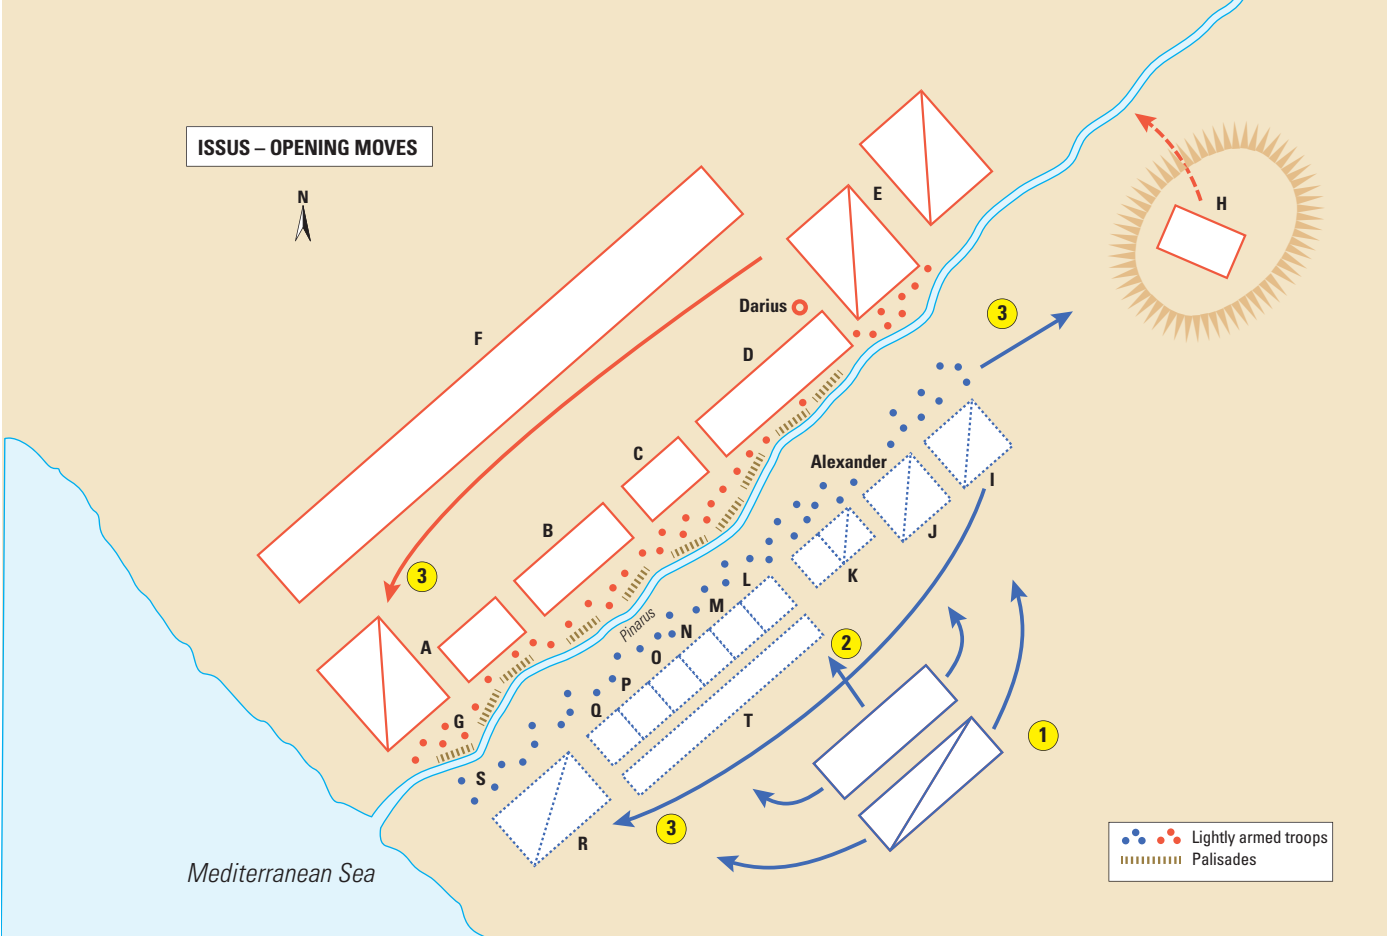 ISSUS – OPENING MOVES
N
E
H
Darius
3
F
D
C
Alexander
I
B
J
3
L
K
M
Pinarus
N
A
O
2
P
Q
G
T
1
S
3
R
Mediterranean Sea
Lightly armed troops
Palisades